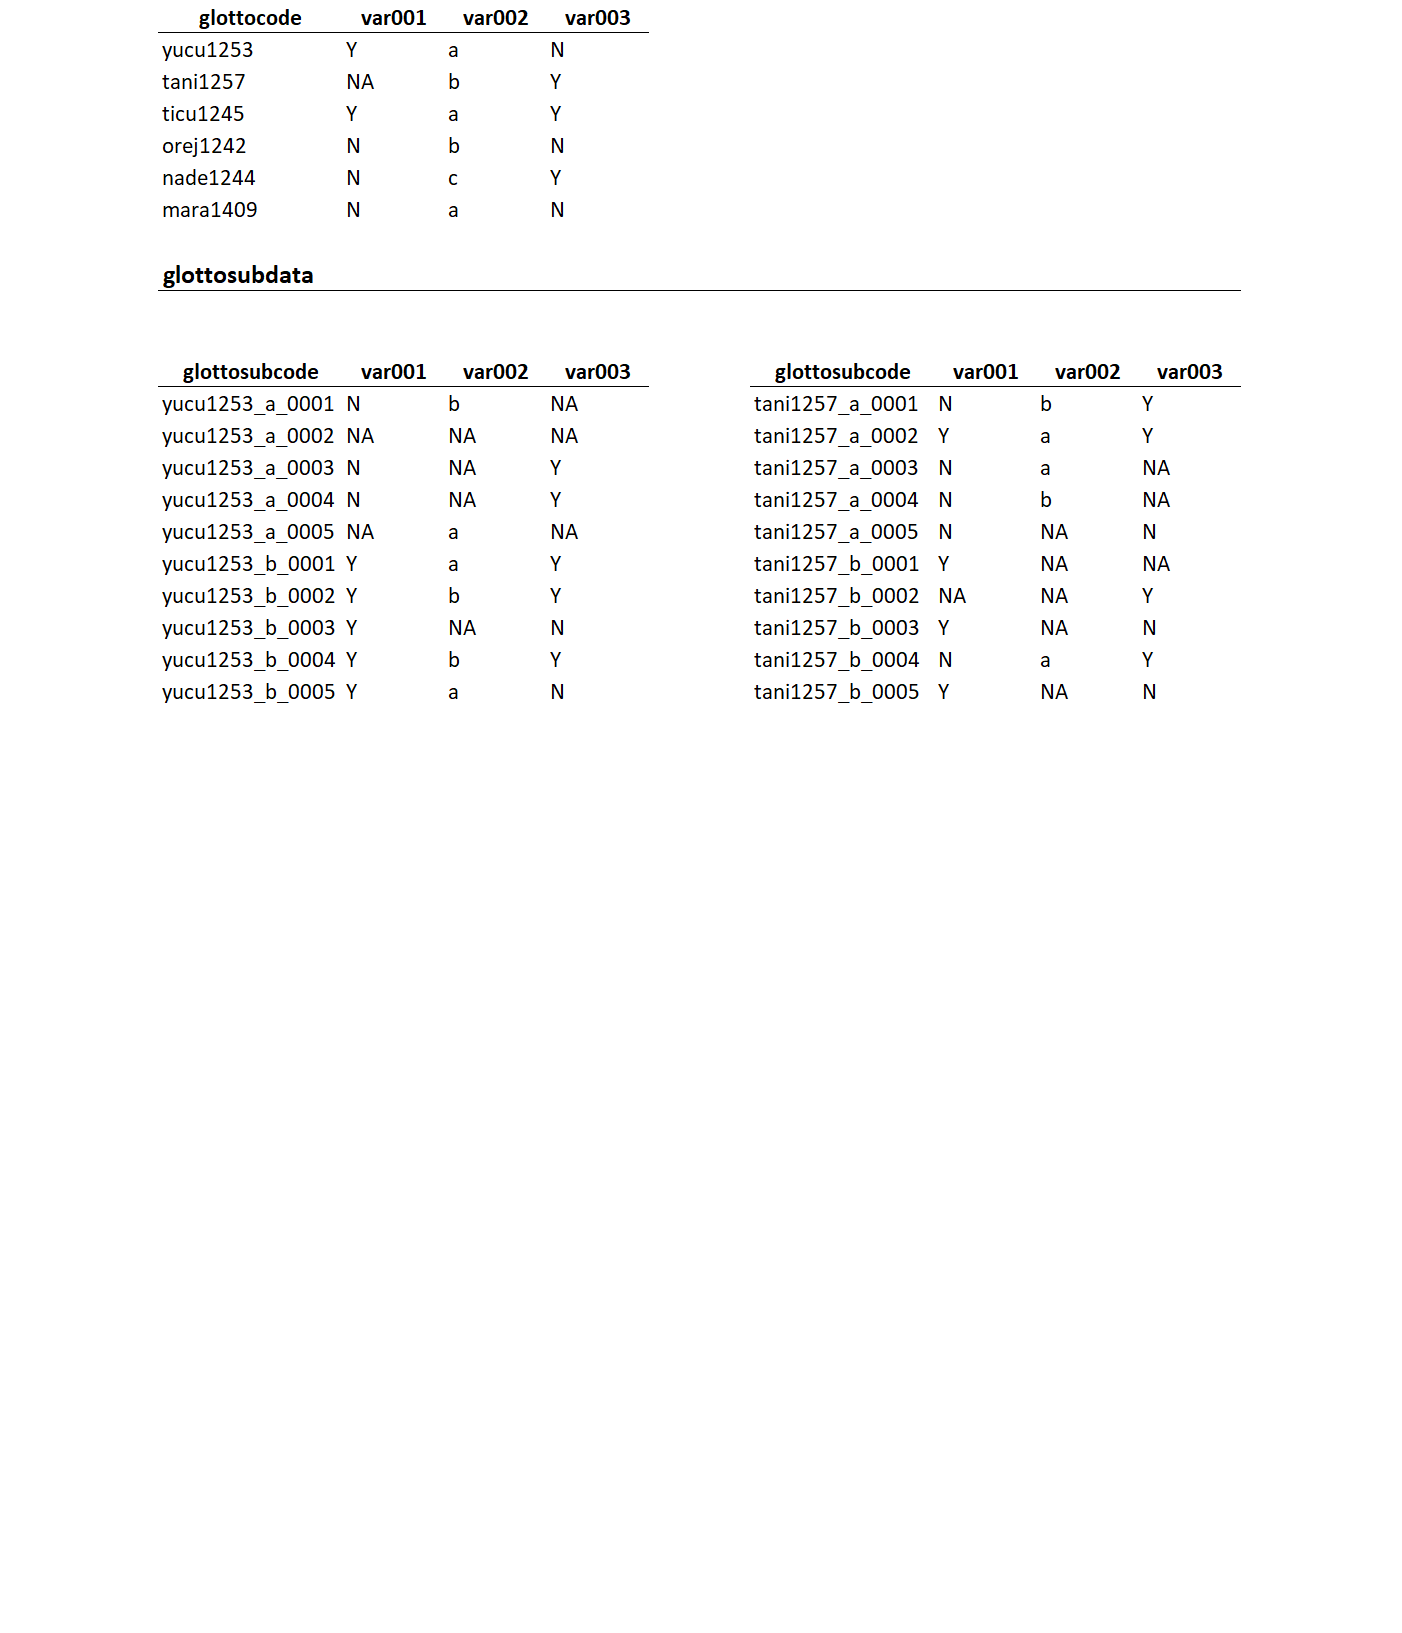 glottocode var001 var002 var003
yucu1253 Y a N
tani1257 NA b Y
ticu1245 Y a Y
orej1242 N b N
nade1244 N c Y
mara1409 N a N
glottosubdata
glottosubcode var001 var002 var003 glottosubcode var001 var002 var003
yucu1253_a_0001 N b NA tani1257_a_0001 N b Y
yucu1253_a_0002 NA NA NA tani1257_a_0002 Y a Y
yucu1253_a_0003 N NA Y tani1257_a_0003 N a NA
yucu1253_a_0004 N NA Y tani1257_a_0004 N b NA
yucu1253_a_0005 NA a NA tani1257_a_0005 N NA N
yucu1253_b_0001 Y a Y tani1257_b_0001 Y NA NA
yucu1253_b_0002 Y b Y tani1257_b_0002 NA NA Y
yucu1253_b_0003 Y NA N tani1257_b_0003 Y NA N
yucu1253_b_0004 Y b Y tani1257_b_0004 N a Y
yucu1253_b_0005 Y a N tani1257_b_0005 Y NA N